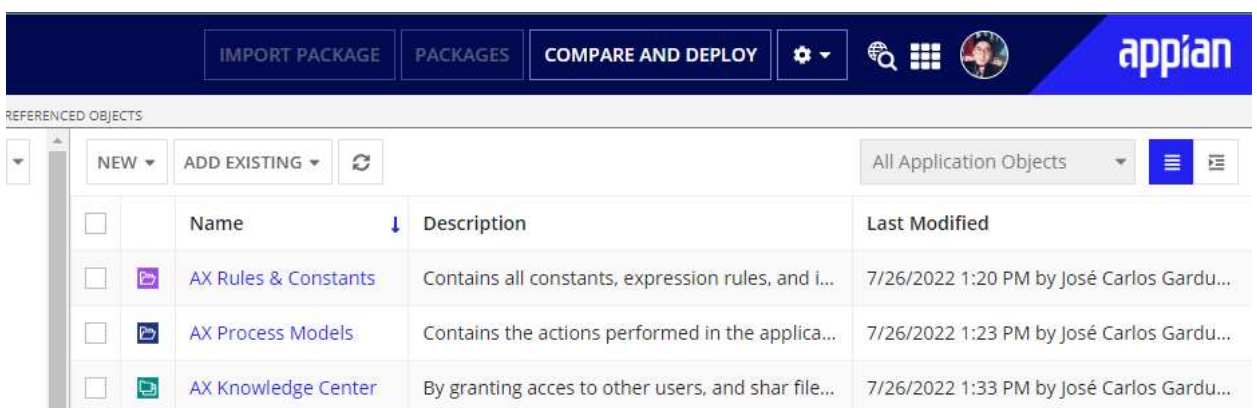 IMPORT PACKAGE PACKAGES COMPARE AND DEPLOY appian
REFERENCED OBJECTS
NEW ADD EXISTING All Application Objects
Name Description Last Modified
AX Rules & Constants Contains all constants, expression rules, and i... 7/26/2022 1:20 PM by José Carlos Gardu...
AX Process Models Contains the actions performed in the applica... 7/26/2022 1:23 PM by José Carlos Gardu...
AX Knowledge Center By granting acces to other users, and shar file... 7/26/2022 1:33 PM by José Carlos Gardu...